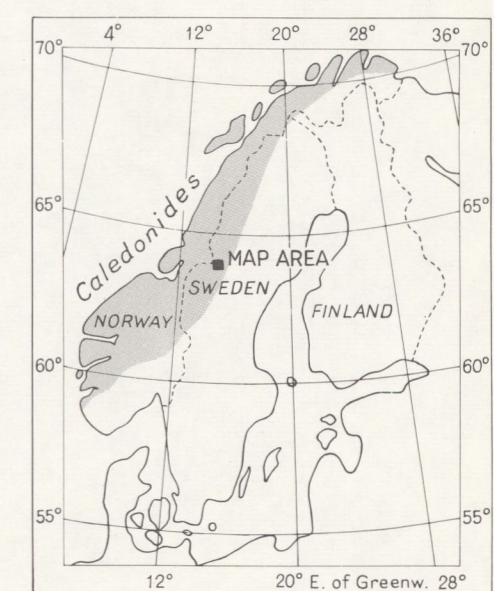 4° 12° 20° 28° 36°
70° 70°
65° 65°
Caledonides
MAP AREA
SWEDEN
NORWAY
FINLAND
60° 60°
55° 55°
12° 20° E. of Greenw. 28°